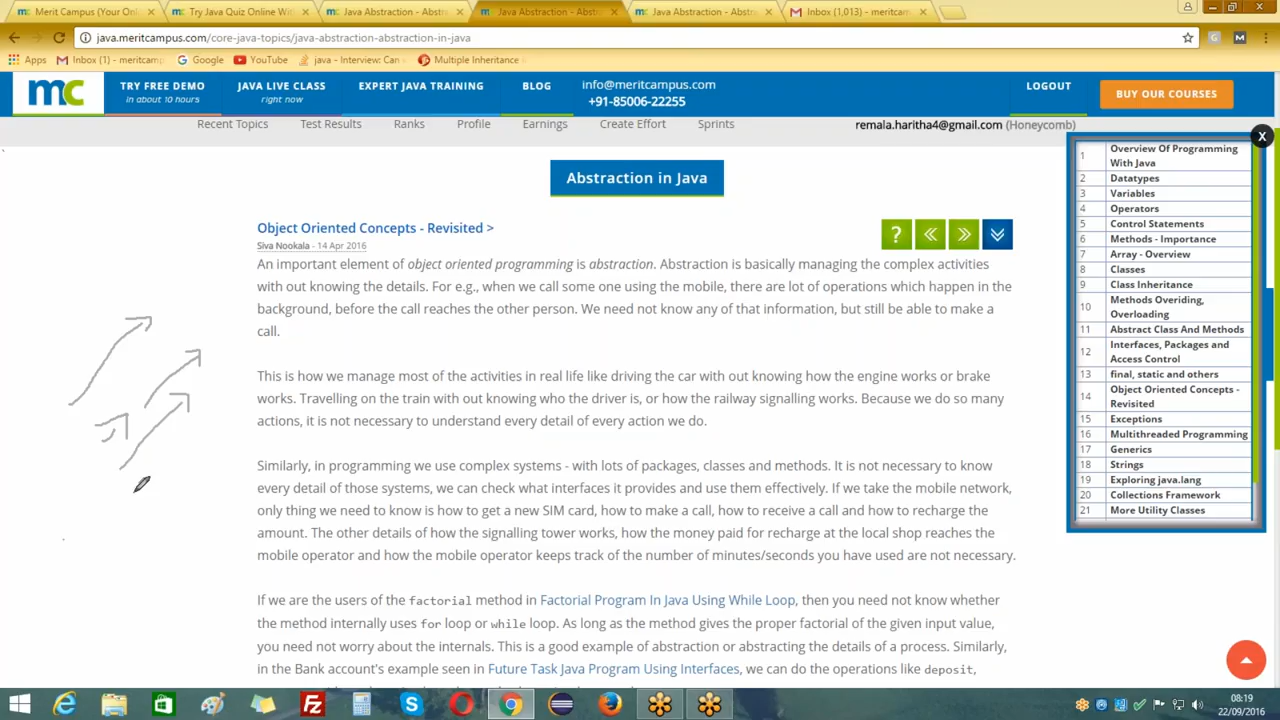 Merit Campus (Your Onl
Try Java Quiz Online With
Java Abstraction - Abstr
Java Abstraction - Abst
Java Abstraction - Abstr
Inbox (1,013) - meritcam
java.meritcampus.com/core-java-topics/java-abstraction-abstraction-in-java
Apps
Inbox (1) - meritcamp
Google
YouTube
java - Interview: Can
Multiple Inheritance
mc
TRY FREE DEMO
in about 10 hours
JAVA LIVE CLASS
right now
EXPERT JAVA TRAINING
BLOG
info@meritcampus.com
+91-85006-22255
LOGOUT
BUY OUR COURSES
Recent Topics
Test Results
Ranks
Profile
Earnings
Create Effort
Sprints
remala.haritha4@gmail.com (Honeycomb)
Abstraction in Java
Object Oriented Concepts - Revisited >
Siva Nookala - 14 Apr 2016
An important element of object oriented programming is abstraction. Abstraction is basically managing the complex activities
with out knowing the details. For e.g., when we call some one using the mobile, there are lot of operations which happen in the
background, before the call reaches the other person. We need not know any of that information, but still be able to make a
call.
This is how we manage most of the activities in real life like driving the car with out knowing how the engine works or brake
works. Travelling on the train with out knowing who the driver is, or how the railway signalling works. Because we do so many
actions, it is not necessary to understand every detail of every action we do.
Similarly, in programming we use complex systems - with lots of packages, classes and methods. It is not necessary to know
every detail of those systems, we can check what interfaces it provides and use them effectively. If we take the mobile network,
only thing we need to know is how to get a new SIM card, how to make a call, how to receive a call and how to recharge the
amount. The other details of how the signalling tower works, how the money paid for recharge at the local shop reaches the
mobile operator and how the mobile operator keeps track of the number of minutes/seconds you have used are not necessary.
If we are the users of the factorial method in Factorial Program In Java Using While Loop, then you need not know whether
the method internally uses for loop or while loop. As long as the method gives the proper factorial of the given input value,
you need not worry about the internals. This is a good example of abstraction or abstracting the details of a process. Similarly,
in the Bank account's example seen in Future Task Java Program Using Interfaces, we can do the operations like deposit,
X
1 Overview Of Programming
With Java
2 Datatypes
3 Variables
4 Operators
5 Control Statements
6 Methods - Importance
7 Array - Overview
8 Classes
9 Class Inheritance
10 Methods Overiding,
Overloading
11 Abstract Class And Methods
12 Interfaces, Packages and
Access Control
13 final, static and others
14 Object Oriented Concepts -
Revisited
15 Exceptions
16 Multithreaded Programming
17 Generics
18 Strings
19 Exploring java.lang
20 Collections Framework
21 More Utility Classes
08:19
22/09/2016